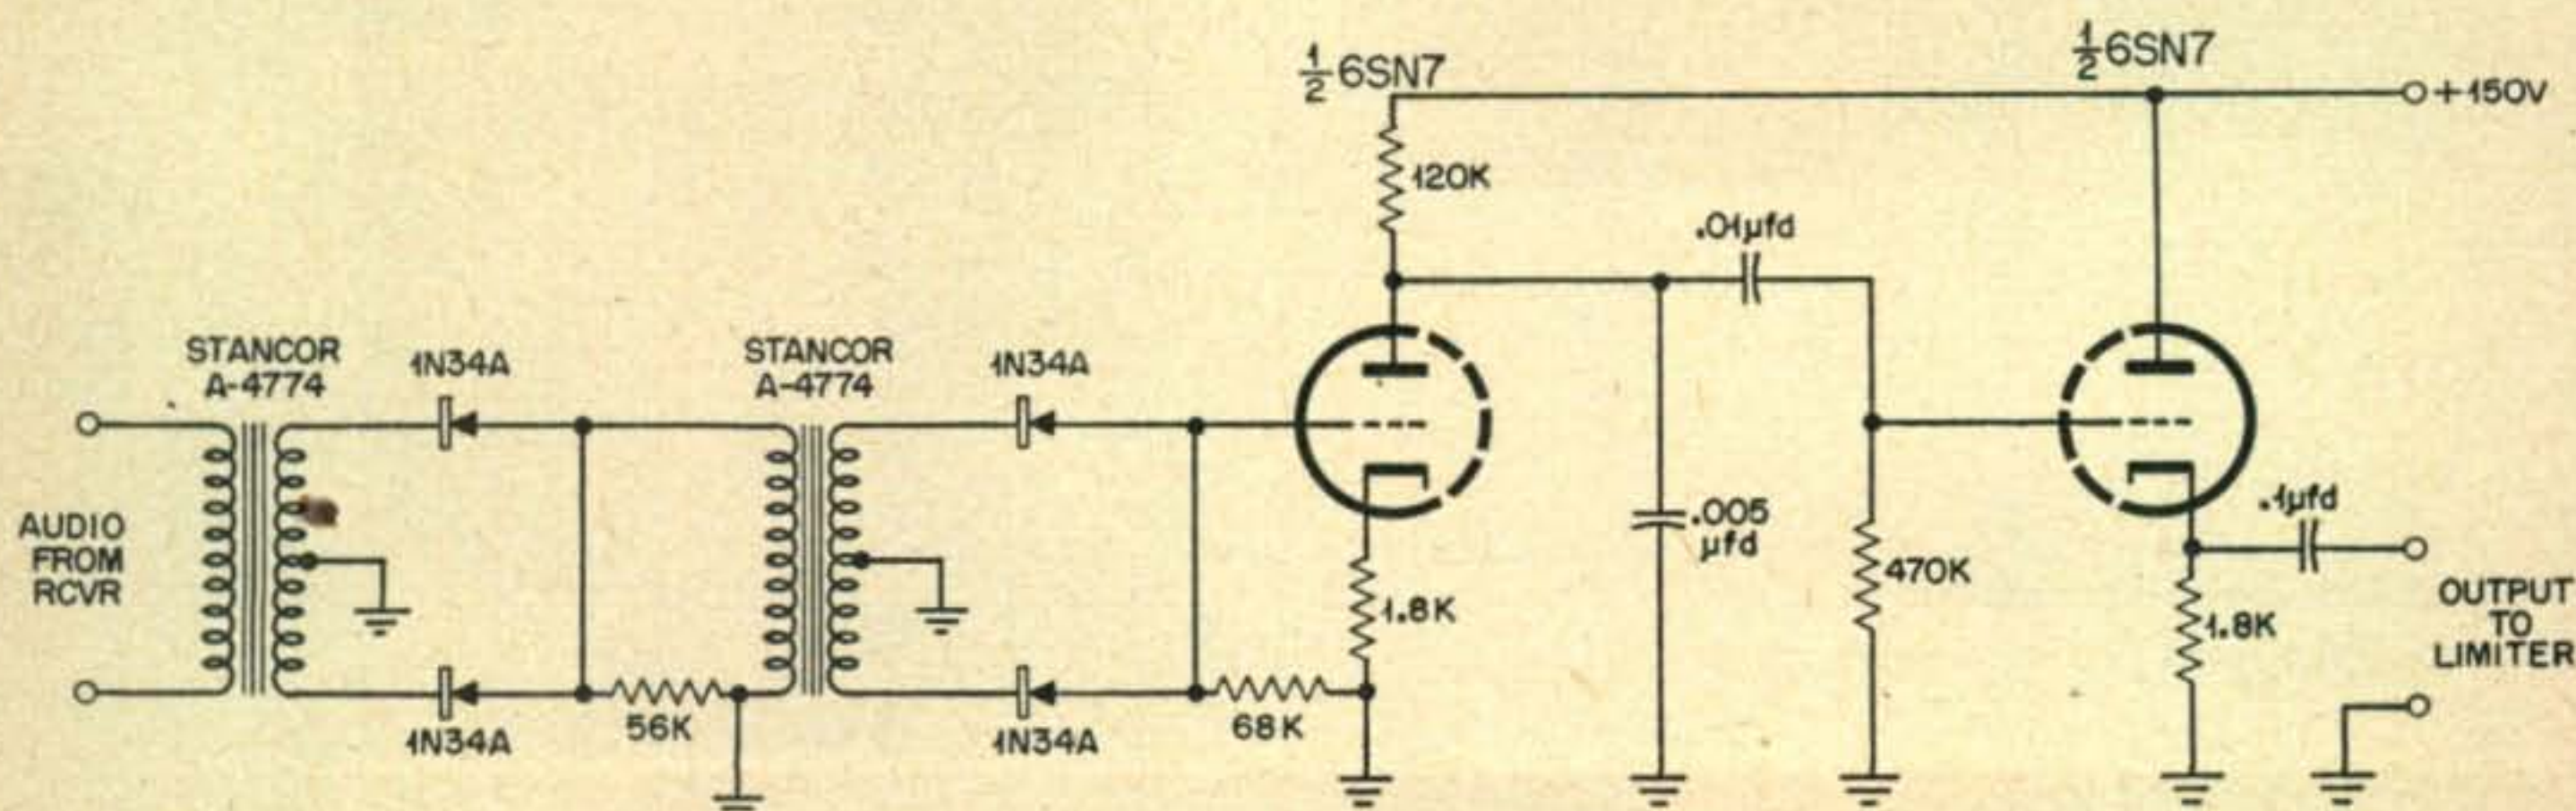 ½6SN7
½6SN7
+150V
120K
.01µfd
STANCOR
A-4774
1N34A
STANCOR
A-4774
1N34A
AUDIO
FROM
RCVR
.005
µfd
470K
.1µfd
1.8K
1.8K
OUTPUT
TO
LIMITER
1N34A
56K
1N34A
68K